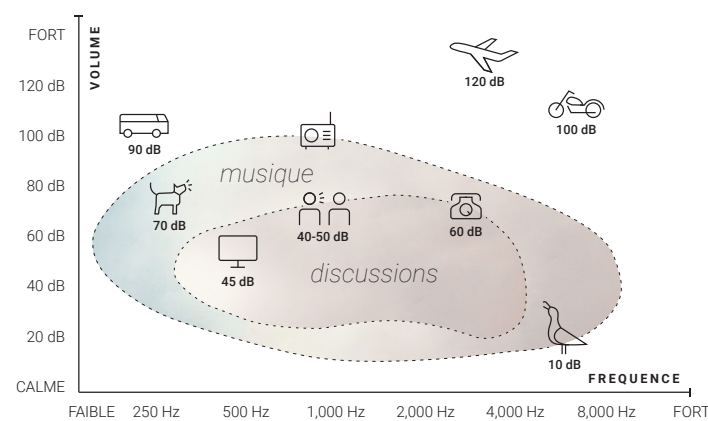 FORT
VOLUME
120 dB
120 dB
100 dB
100 dB
90 dB
musique
80 dB
70 dB
60 dB
60 dB
40-50 dB
discussions
45 dB
40 dB
20 dB
10 dB
FREQUENCE
CALME
FAIBLE 250 Hz 500 Hz 1,000 Hz 2,000 Hz 4,000 Hz 8,000 Hz FORT